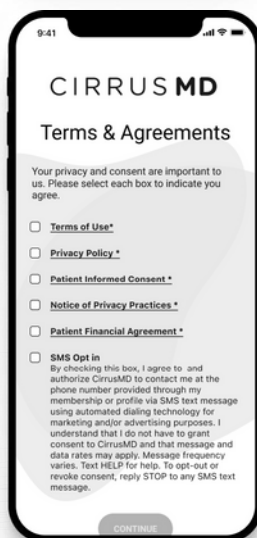 9:41
CIRRUS MD
Terms & Agreements
Your privacy and consent are important to
us. Please select each box to indicate you
agree.
Terms of Use*
Privacy Policy *
Patient Informed Consent *
Notice of Privacy Practices *
Patient Financial Agreement *
SMS Opt in
By checking this box, I agree to and
authorize CirrusMD to contact me at the
phone number provided through my
membership or profile via SMS text message
using automated dialing technology for
marketing and/or advertising purposes. I
understand that I do not have to grant
consent to CirrusMD and that message and
data rates may apply. Message frequency
varies. Text HELP for help. To opt-out or
revoke consent, reply STOP to any SMS text
message.
CONTINUE